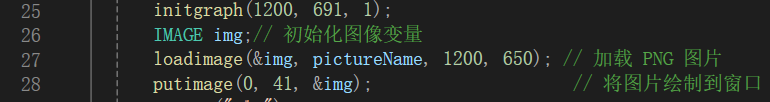 25 initgraph(1200, 691, 1);
26 IMAGE img;// 初始化图像变量
27 loadimage(&img, pictureName, 1200, 650); // 加载 PNG 图片
28 putimage(0, 41, &img); // 将图片绘制到窗口